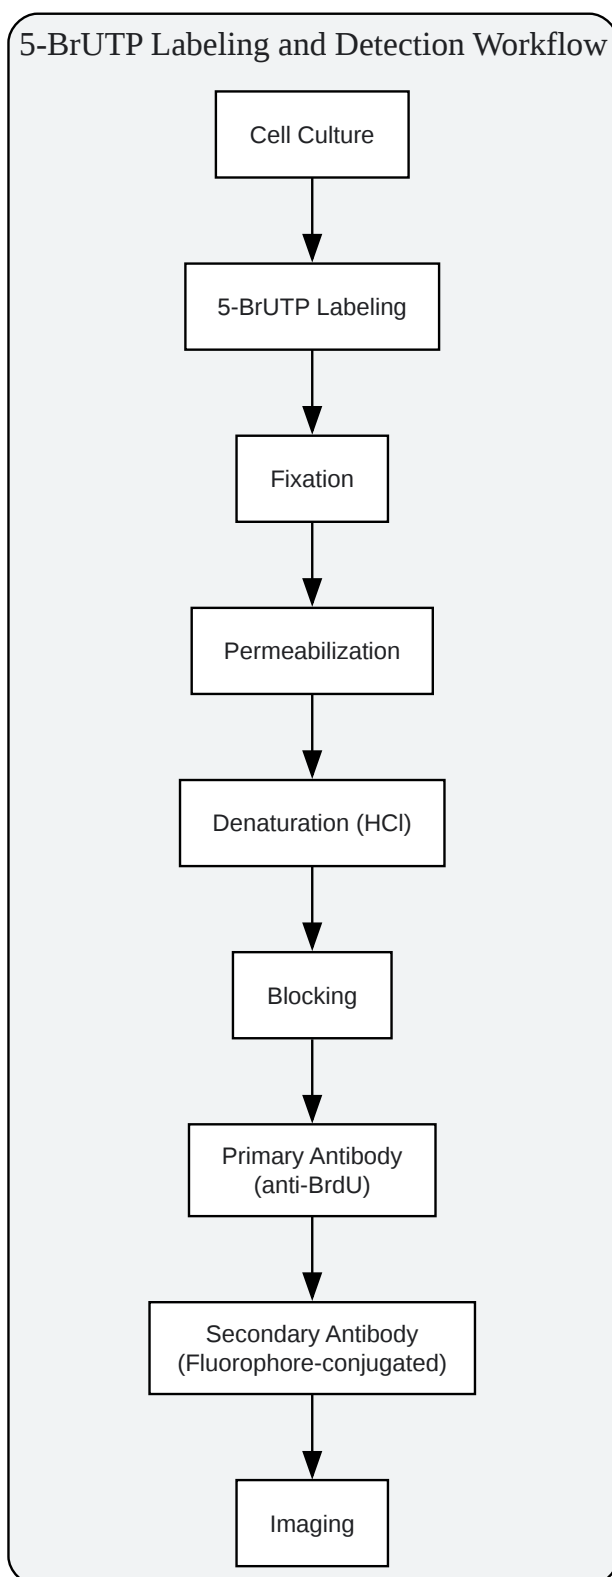 5-BrUTP Labeling and Detection Workflow
Cell Culture
5-BrUTP Labeling
Fixation
Permeabilization
Denaturation (HCl)
Blocking
Primary Antibody
(anti-BrdU)
Secondary Antibody
(Fluorophore-conjugated)
Imaging